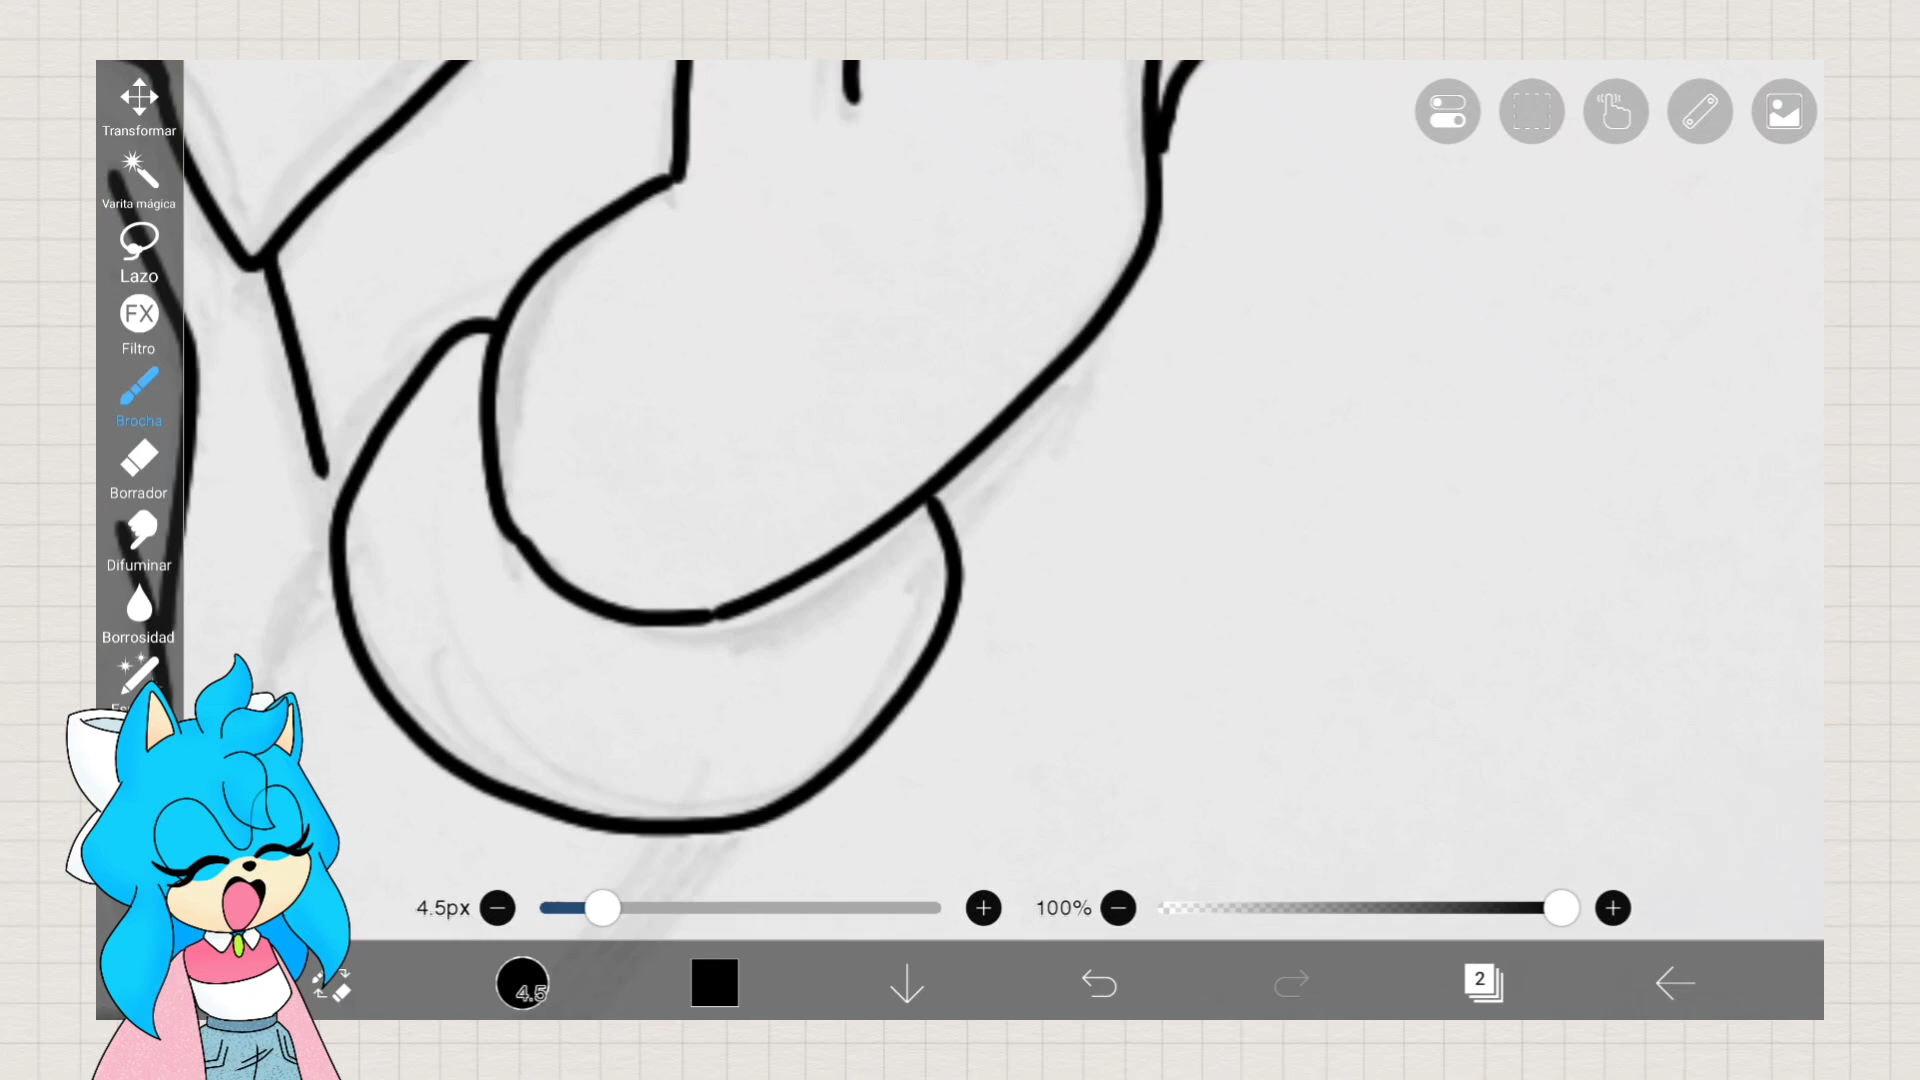 Transformar
Varita mágica
Lazo
FX
Filtro
Brocha
Borrador
Difuminar
Borrosidad
4.5px
100%
4.5
2